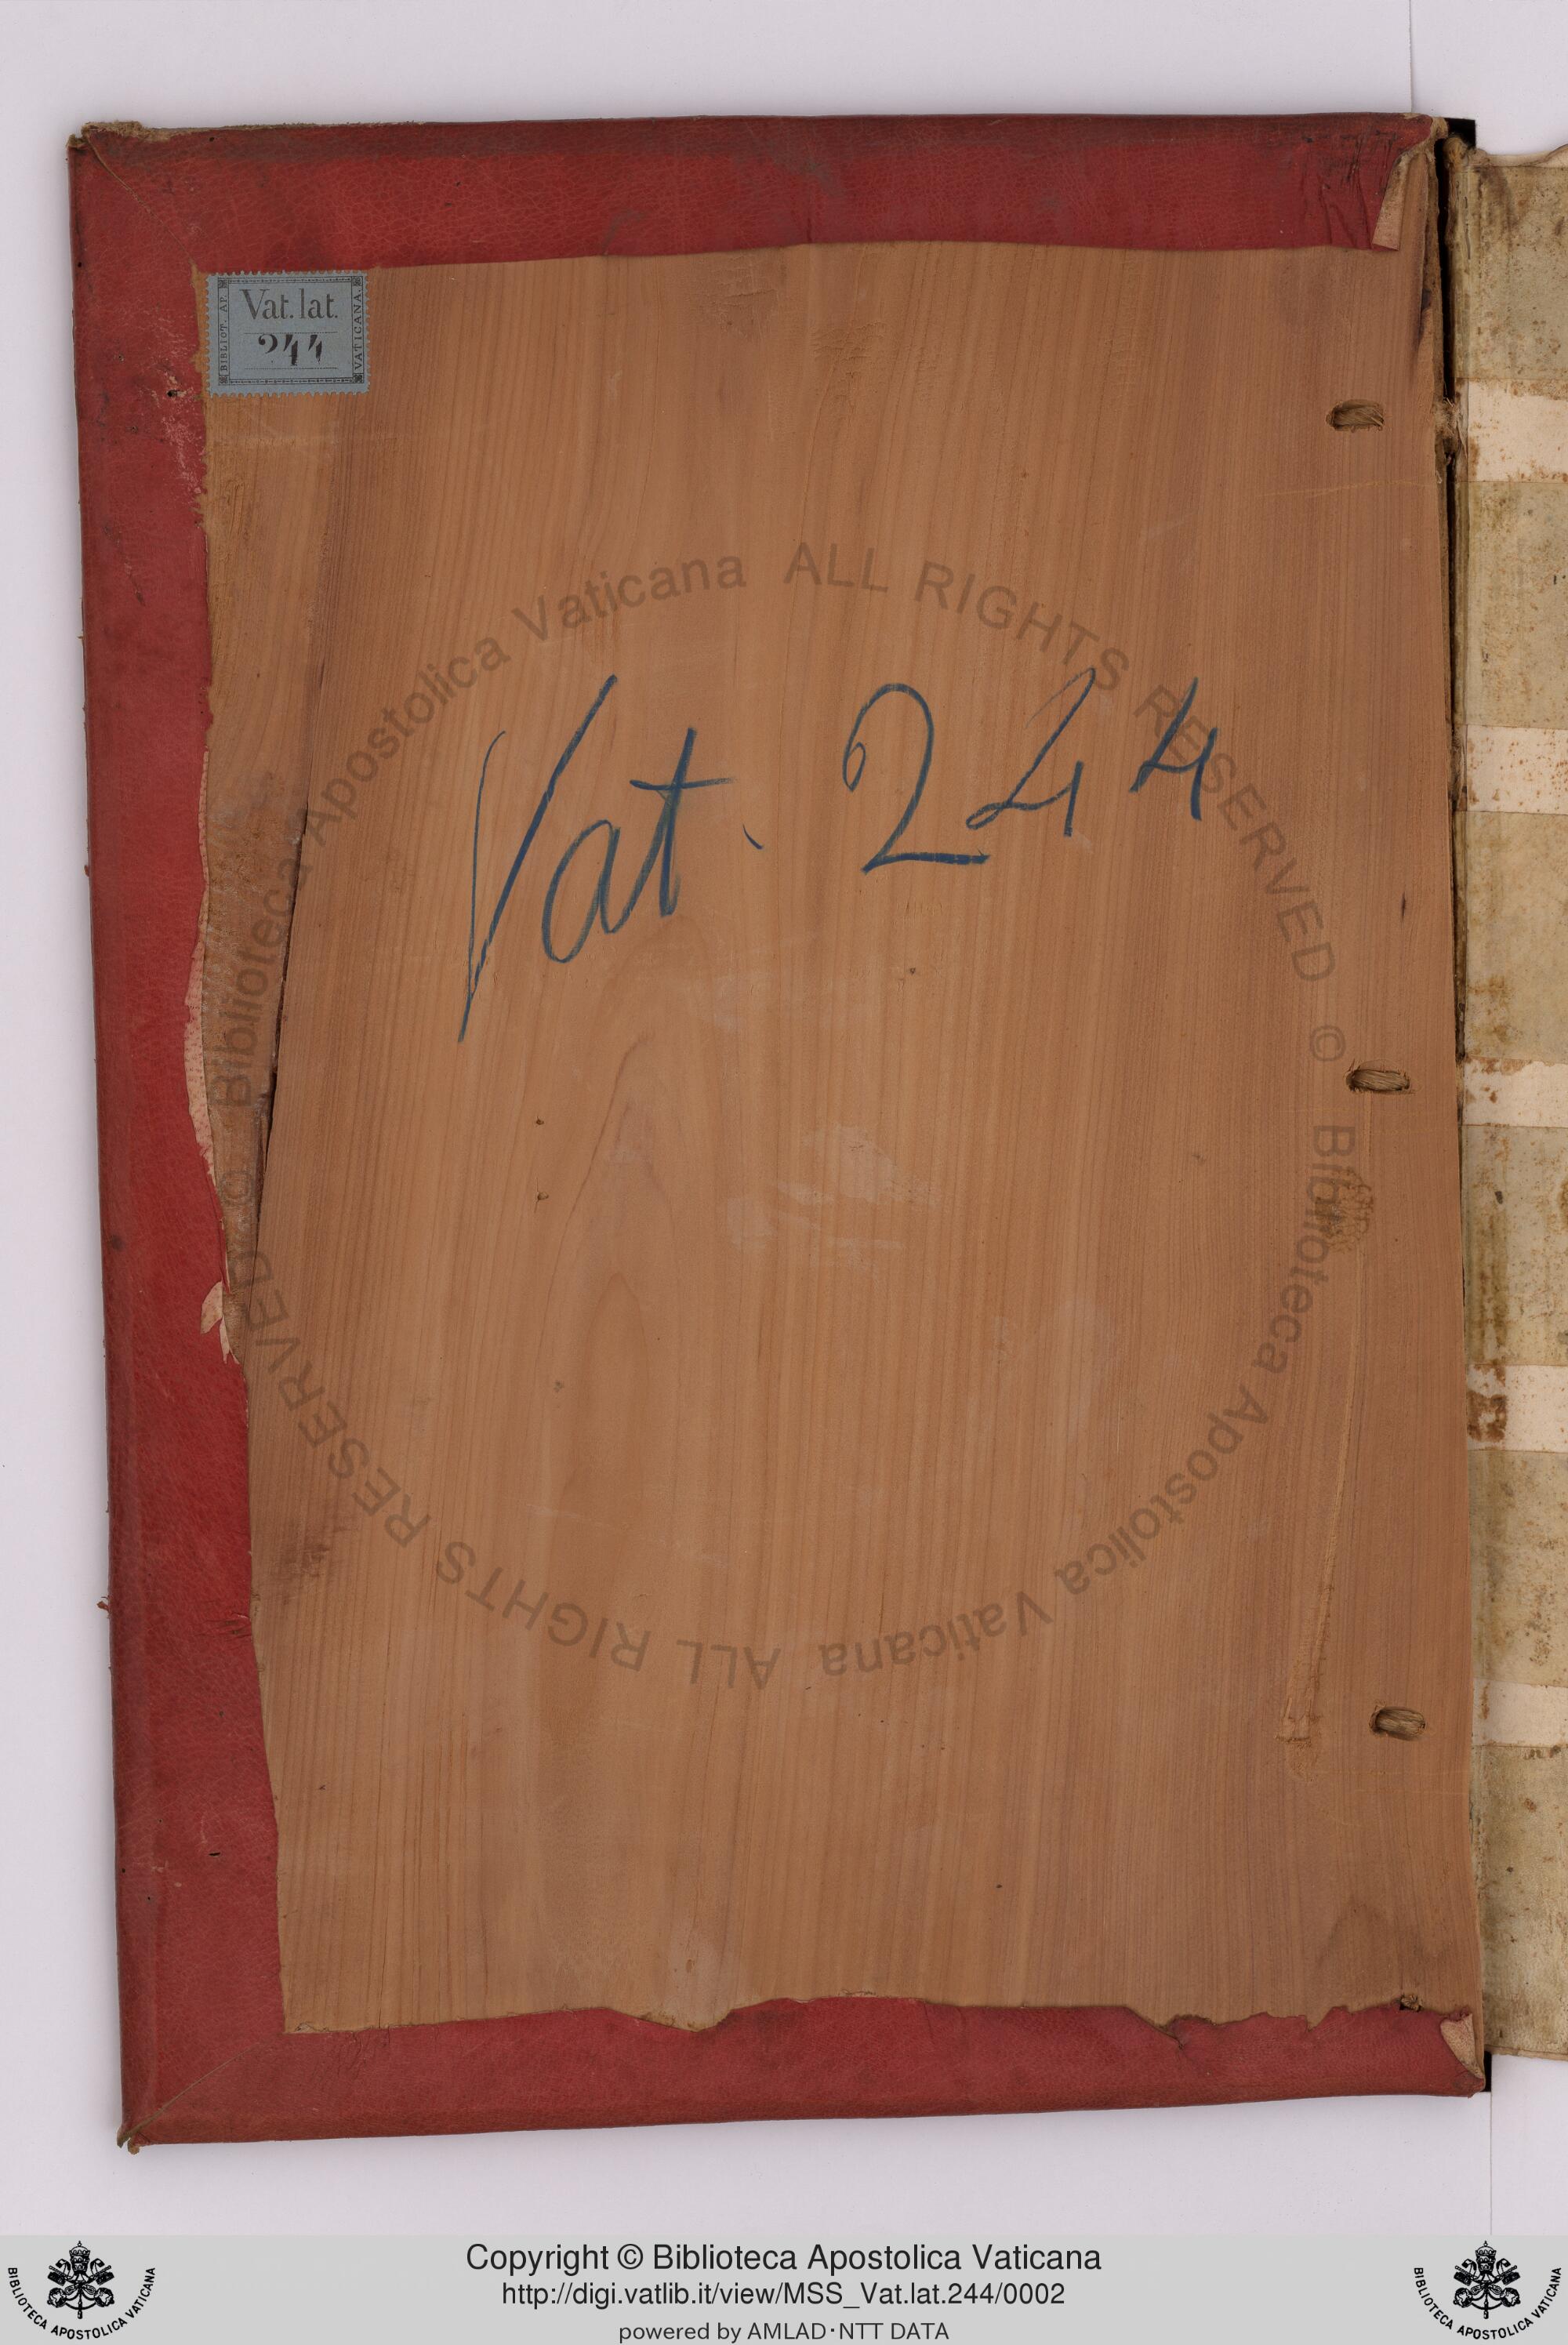 Vat. lat.
244
BIBLIOT. AP.
VATICANA.
Vat. 244
© Biblioteca Apostolica Vaticana ALL RIGHTS RESERVED
© Biblioteca Apostolica Vaticana ALL RIGHTS RESERVED
Copyright © Biblioteca Apostolica Vaticana
http://digi.vatlib.it/view/MSS_Vat.lat.244/0002
powered by AMLAD·NTT DATA
BIBLIOTECA APOSTOLICA VATICANA
BIBLIOTECA APOSTOLICA VATICANA